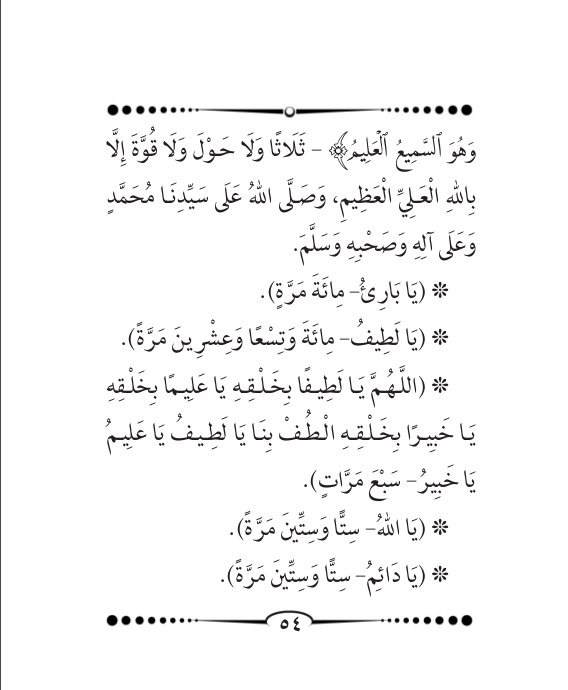 وَهُوَ ٱلسَّمِيعُ ٱلْعَلِيمُ﴾ – ثَلَاثًا وَلَا حَوْلَ وَلَا قُوَّةَ إِلَّا
بِاللهِ الْعَلِيِّ الْعَظِيمِ، وَصَلَّى اللهُ عَلَى سَيِّدِنَا مُحَمَّدٍ
وَعَلَى آلِهِ وَصَحْبِهِ وَسَلَّمَ.
❊ (يَا بَارِئُ- مِائَةَ مَرَّةٍ).
❊ (يَا لَطِيفُ- مِائَةَ وَتِسْعًا وَعِشْرِينَ مَرَّةً).
❊ (اللَّهُمَّ يَا لَطِيفًا بِخَلْقِهِ يَا عَلِيمًا بِخَلْقِهِ
يَا خَبِيرًا بِخَلْقِهِ الْطُفْ بِنَا يَا لَطِيفُ يَا عَلِيمُ
يَا خَبِيرُ- سَبْعَ مَرَّاتٍ).
❊ (يَا اللهُ- سِتًّا وَسِتِّينَ مَرَّةً).
❊ (يَا دَائِمُ- سِتًّا وَسِتِّينَ مَرَّةً).
٥٤